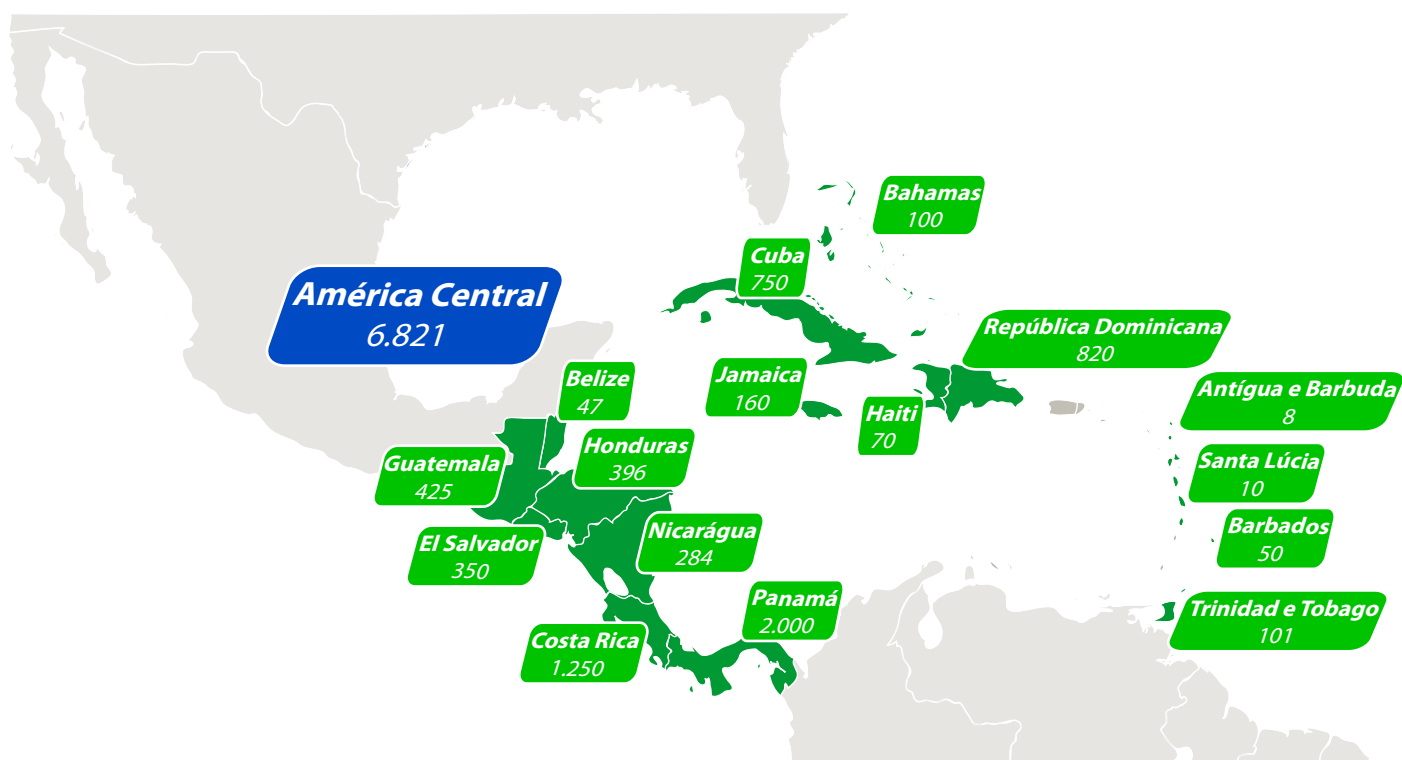 Bahamas
100
Cuba
750
América Central
6.821
República Dominicana
820
Belize
47
Jamaica
160
Haiti
70
Antígua e Barbuda
8
Honduras
396
Guatemala
425
Santa Lúcia
10
Nicarágua
284
Barbados
50
El Salvador
350
Panamá
2.000
Trinidad e Tobago
101
Costa Rica
1.250